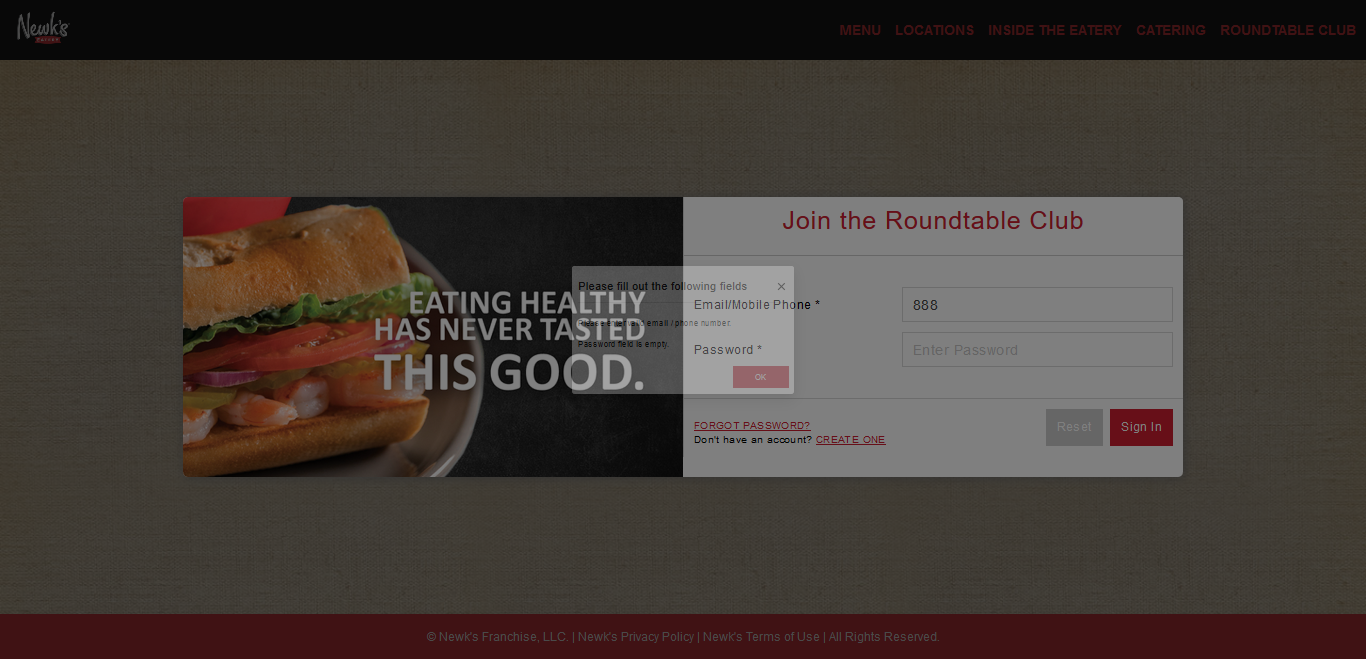 Newk's
EATERY
MENU LOCATIONS INSIDE THE EATERY CATERING ROUNDTABLE CLUB
EATING HEALTHY
HAS NEVER TASTED
THIS GOOD.
Join the Roundtable Club
Email/Mobile Phone *
888
Password *
Enter Password
FORGOT PASSWORD?
Don't have an account? CREATE ONE
Reset
Sign In
Please fill out the following fields ×
Please enter valid email / phone number.
Password field is empty.
OK
© Newk's Franchise, LLC. | Newk's Privacy Policy | Newk's Terms of Use | All Rights Reserved.